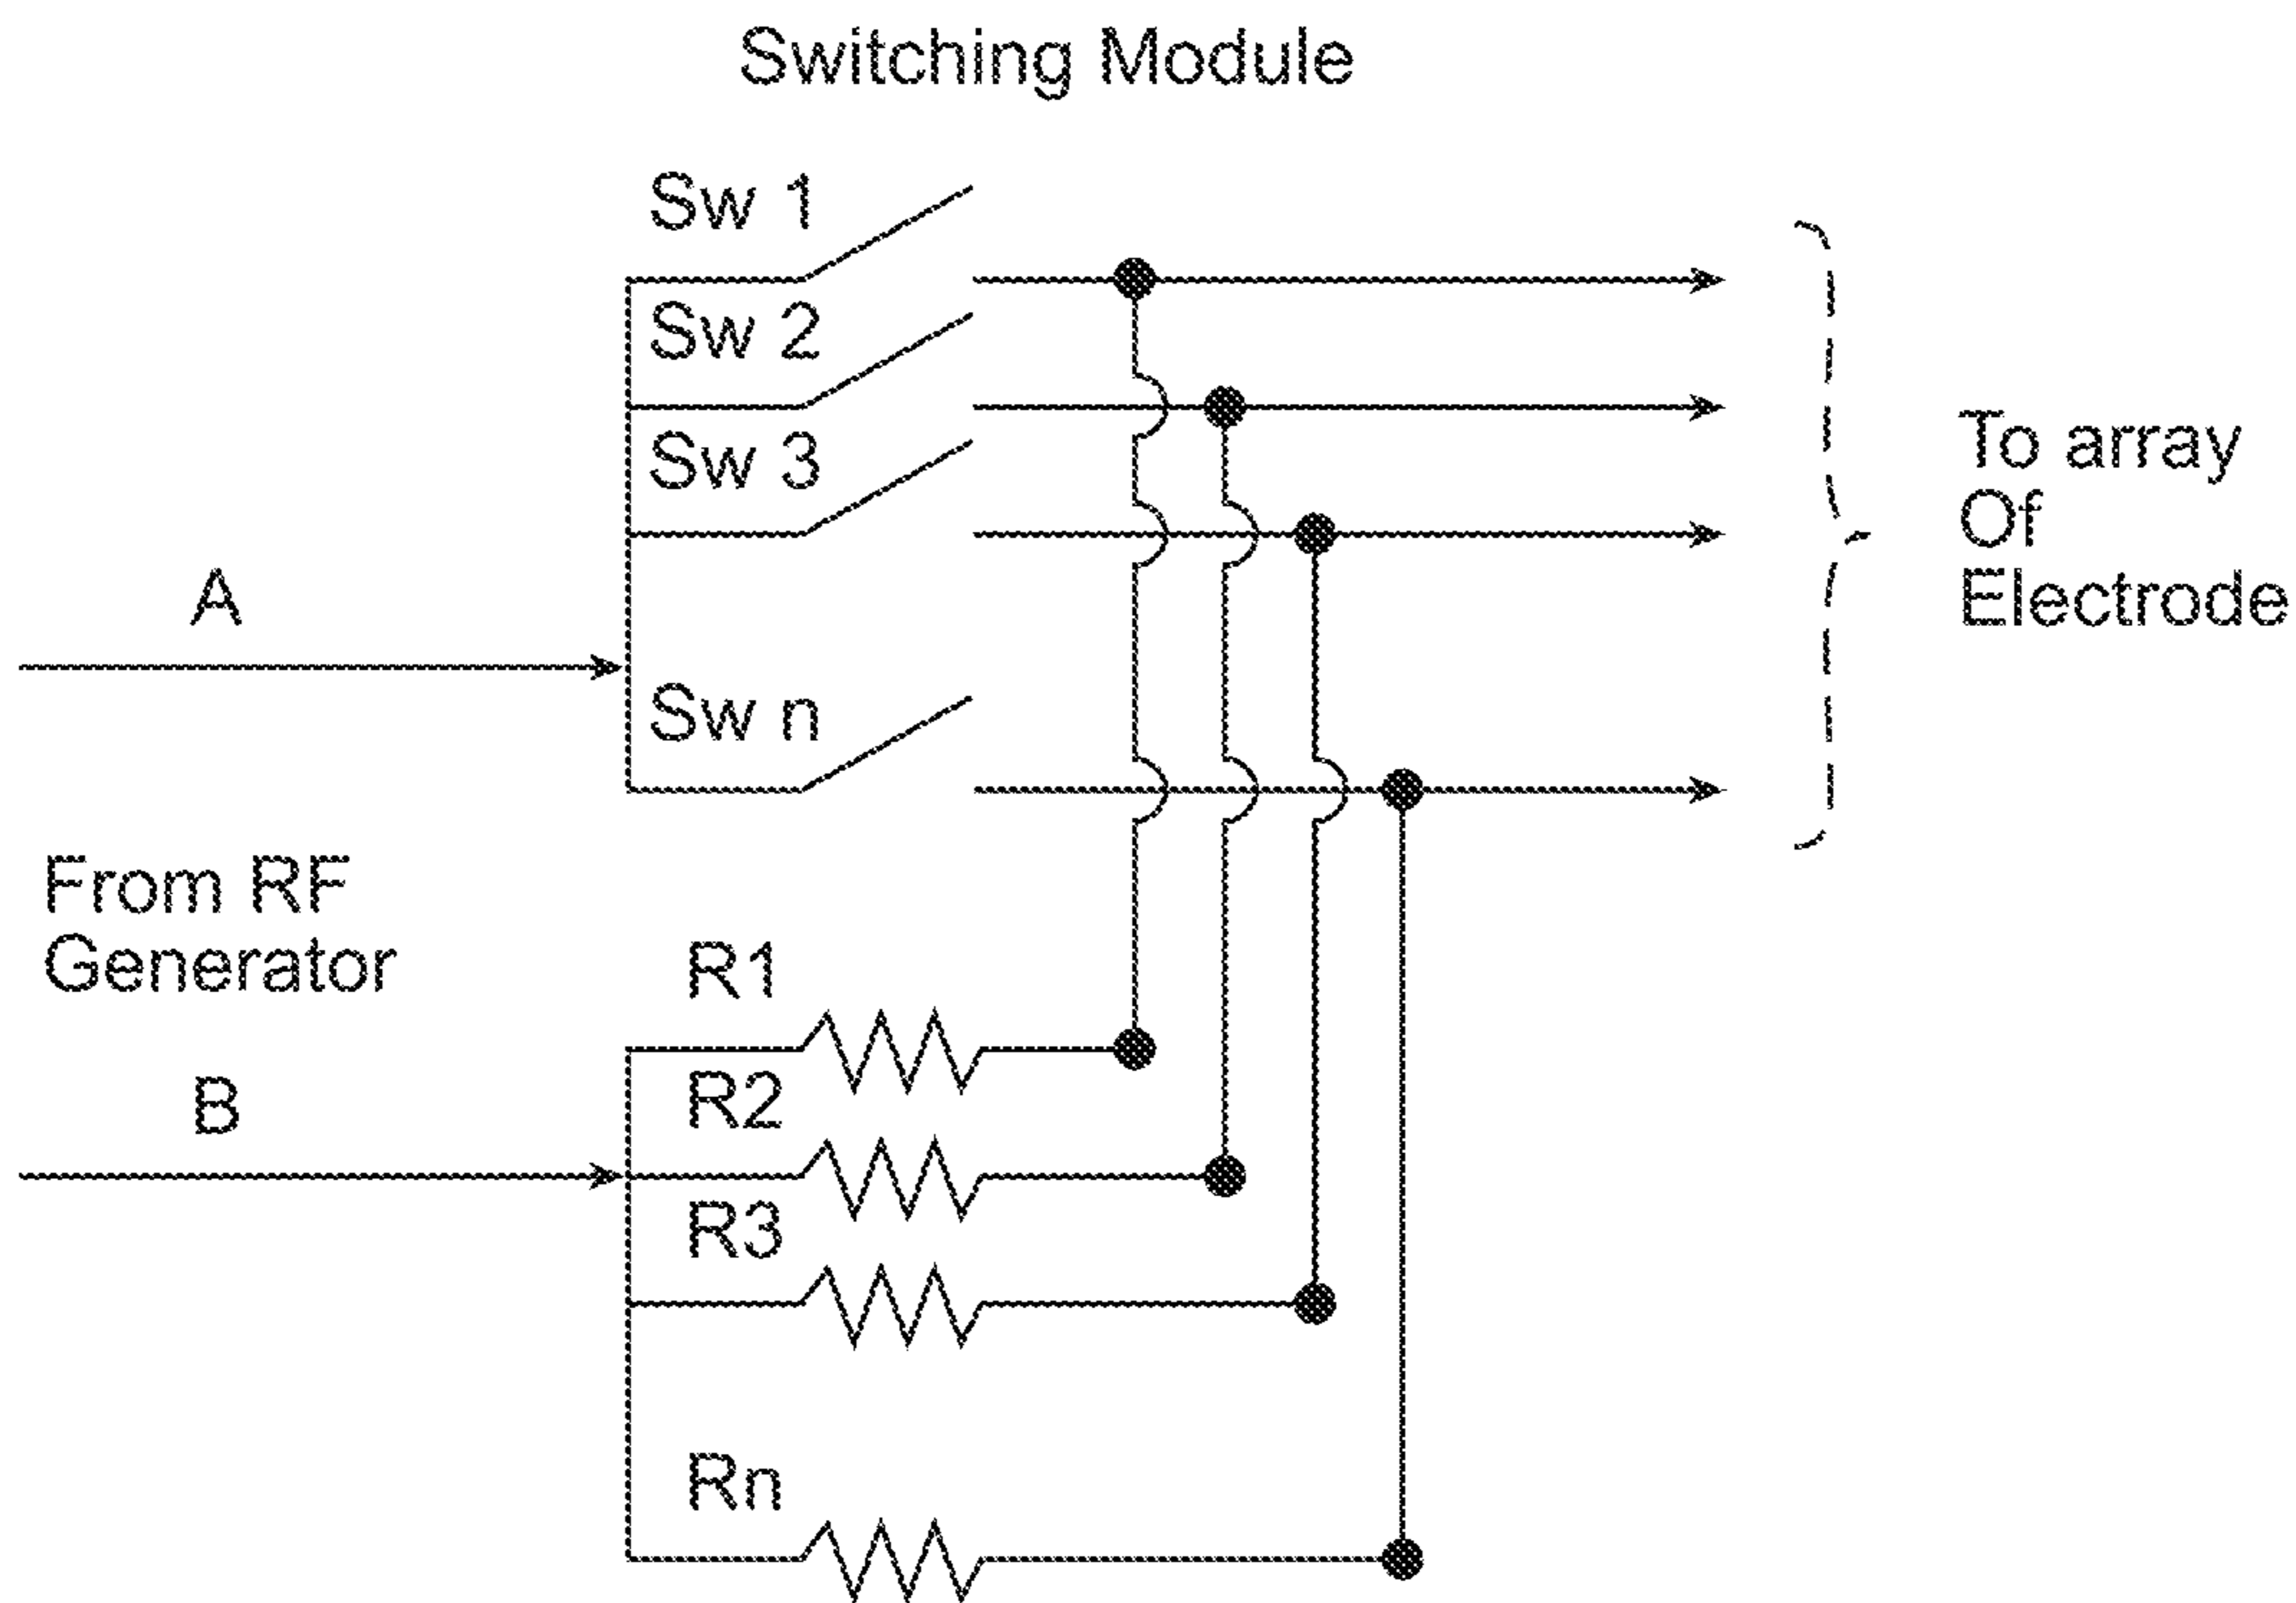 Switching Module
Sw 1
Sw 2
Sw 3
To array
Of
Electrode
A
Sw n
From RF
Generator
R1
B
R2
R3
Rn